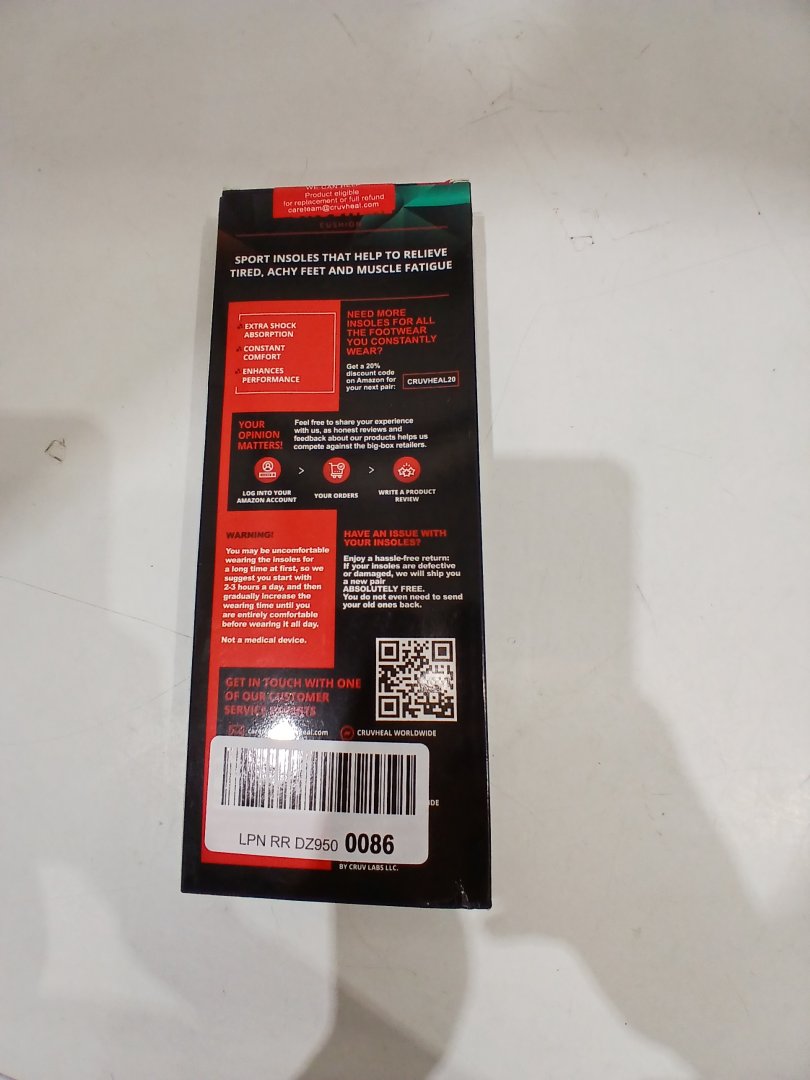 Product eligible
for replacement or full refund
careteam@cruvheal.com
CUSHION
SPORT INSOLES THAT HELP TO RELIEVE
TIRED, ACHY FEET AND MUSCLE FATIGUE
EXTRA SHOCK
ABSORPTION
CONSTANT
COMFORT
ENHANCES
PERFORMANCE
NEED MORE
INSOLES FOR ALL
THE FOOTWEAR
YOU CONSTANTLY
WEAR?
Get a 20%
discount code
on Amazon for
your next pair:
CRUVHEAL20
YOUR
OPINION
MATTERS!
Feel free to share your experience
with us, as honest reviews and
feedback about our products helps us
compete against the big-box retailers.
LOG INTO YOUR
AMAZON ACCOUNT
>
YOUR ORDERS
>
WRITE A PRODUCT
REVIEW
WARNING!
You may be uncomfortable
wearing the insoles for
a long time at first, so we
suggest you start with
2-3 hours a day, and then
gradually increase the
wearing time until you
are entirely comfortable
before wearing it all day.
Not a medical device.
HAVE AN ISSUE WITH
YOUR INSOLES?
Enjoy a hassle-free return:
If your insoles are defective
or damaged, we will ship you
a new pair
ABSOLUTELY FREE.
You do not even need to send
your old ones back.
GET IN TOUCH WITH ONE
OF OUR CUSTOMER
SERVICE
CRUVHEAL WORLDWIDE
LPN RR DZ950 0086
BY CRUV LABS LLC.